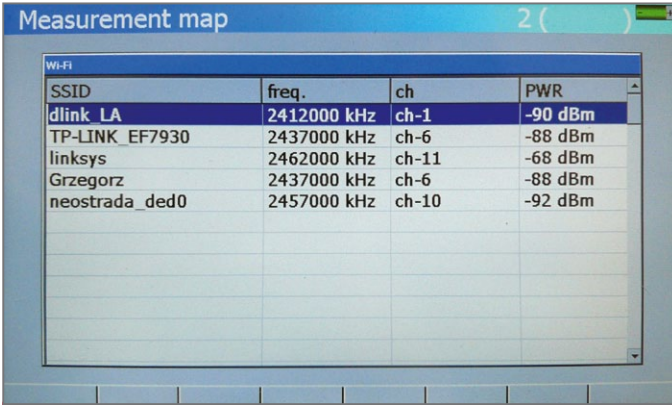 Measurement map 2 ( )
Wi-Fi
SSID freq. ch PWR
dlink_LA 2412000 kHz ch-1 -90 dBm
TP-LINK_EF7930 2437000 kHz ch-6 -88 dBm
linksys 2462000 kHz ch-11 -68 dBm
Grzegorz 2437000 kHz ch-6 -88 dBm
neostrada_ded0 2457000 kHz ch-10 -92 dBm